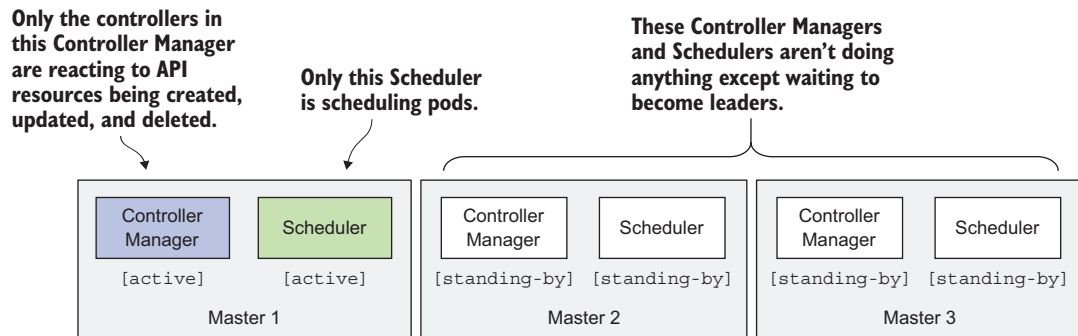 Only the controllers in
this Controller Manager
are reacting to API
resources being created,
updated, and deleted.
Only this Scheduler
is scheduling pods.
These Controller Managers
and Schedulers aren't doing
anything except waiting to
become leaders.
Controller
Manager
[active]
Scheduler
[active]
Master 1
Controller
Manager
[standing-by]
Scheduler
[standing-by]
Master 2
Controller
Manager
[standing-by]
Scheduler
[standing-by]
Master 3